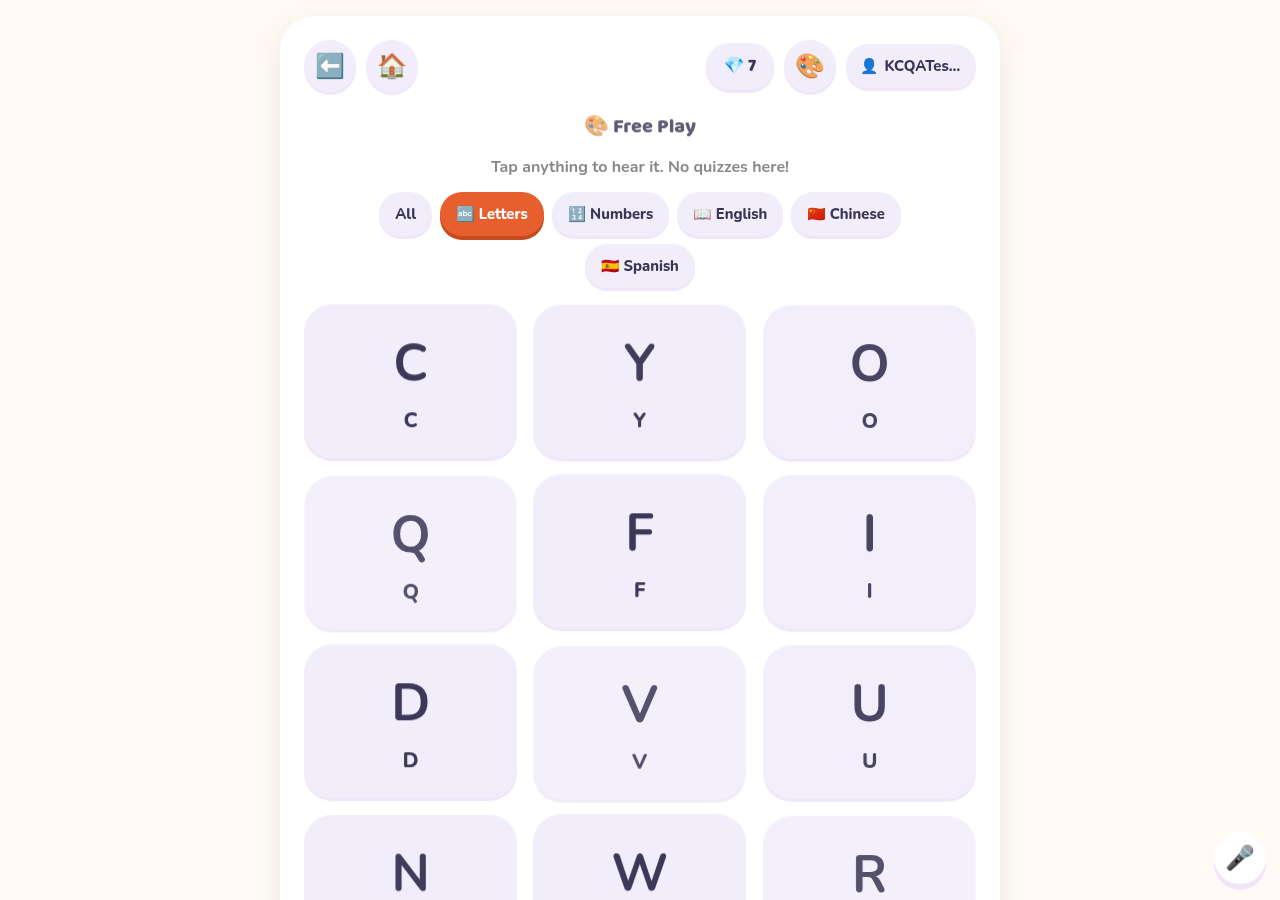 7
KCQATes...
Free Play
Tap anything to hear it. No quizzes here!
All
Letters
Numbers
English
Chinese
Spanish
C
Y
O
C
Y
O
Q
F
I
Q
F
I
D
V
U
D
V
U
N
W
R